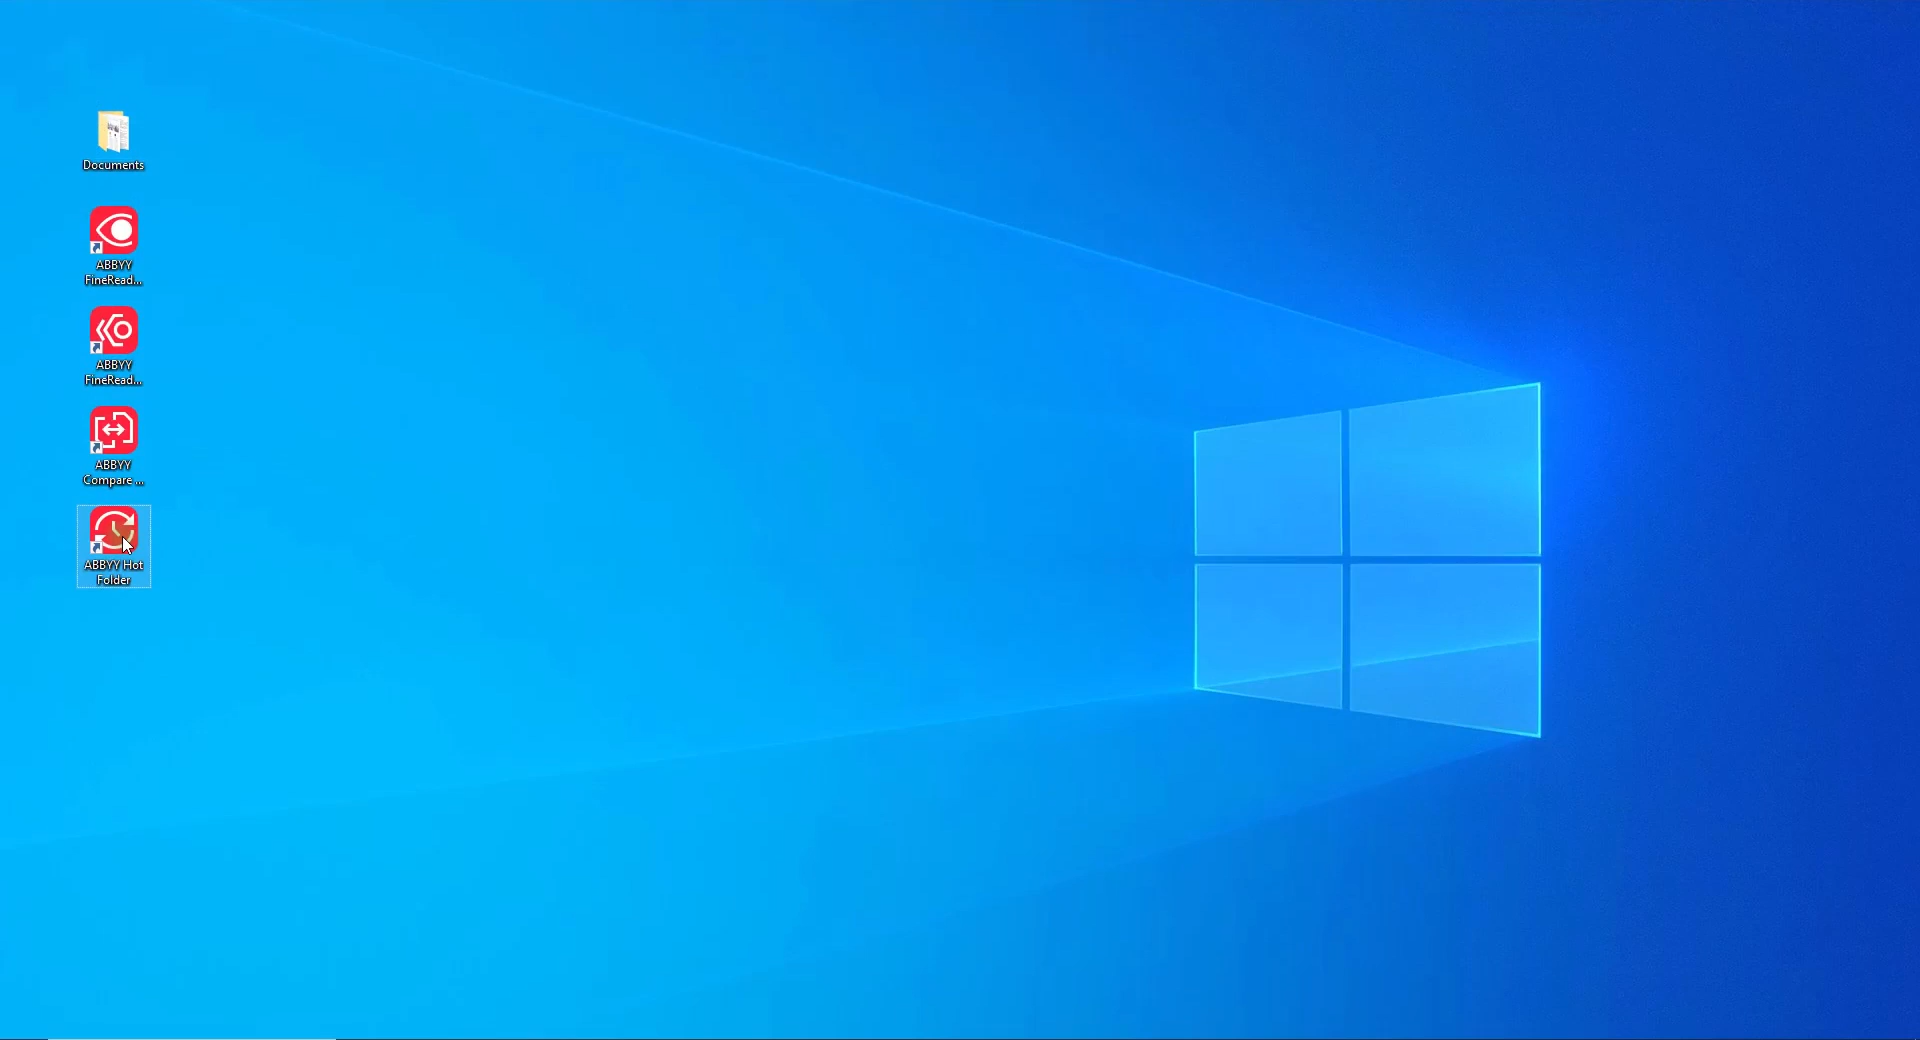 Documents
ABBYY
FineRead...
ABBYY
FineRead...
ABBYY
Compare ...
ABBYY Hot
Folder